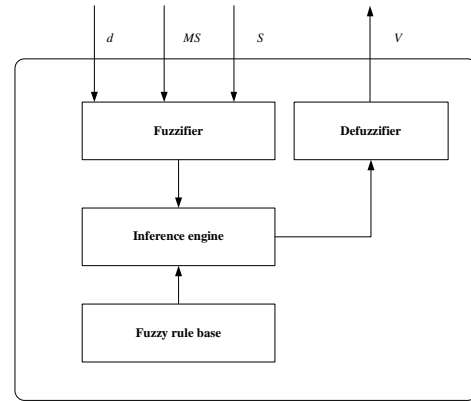 d MS S V
Fuzzifier Defuzzifier
Inference engine
Fuzzy rule base